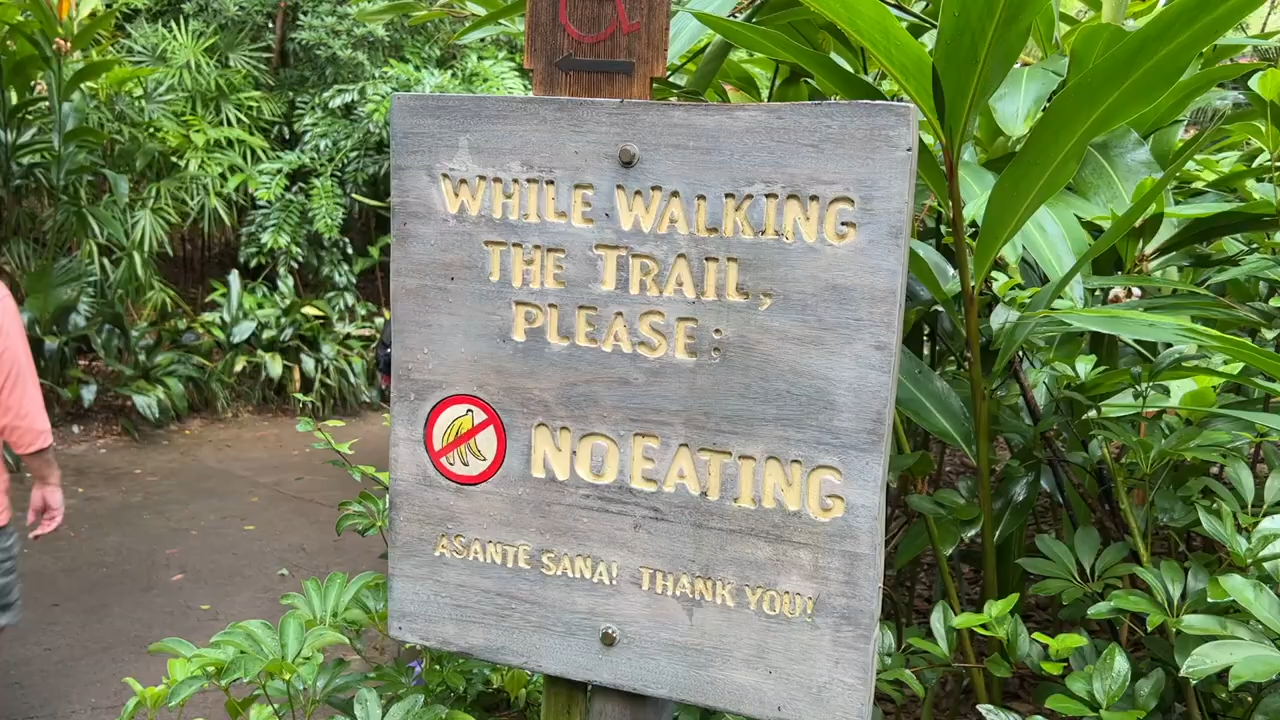 WHILE WALKING
THE TRAIL,
PLEASE:
NO EATING
ASANTE SANA! THANK YOU!